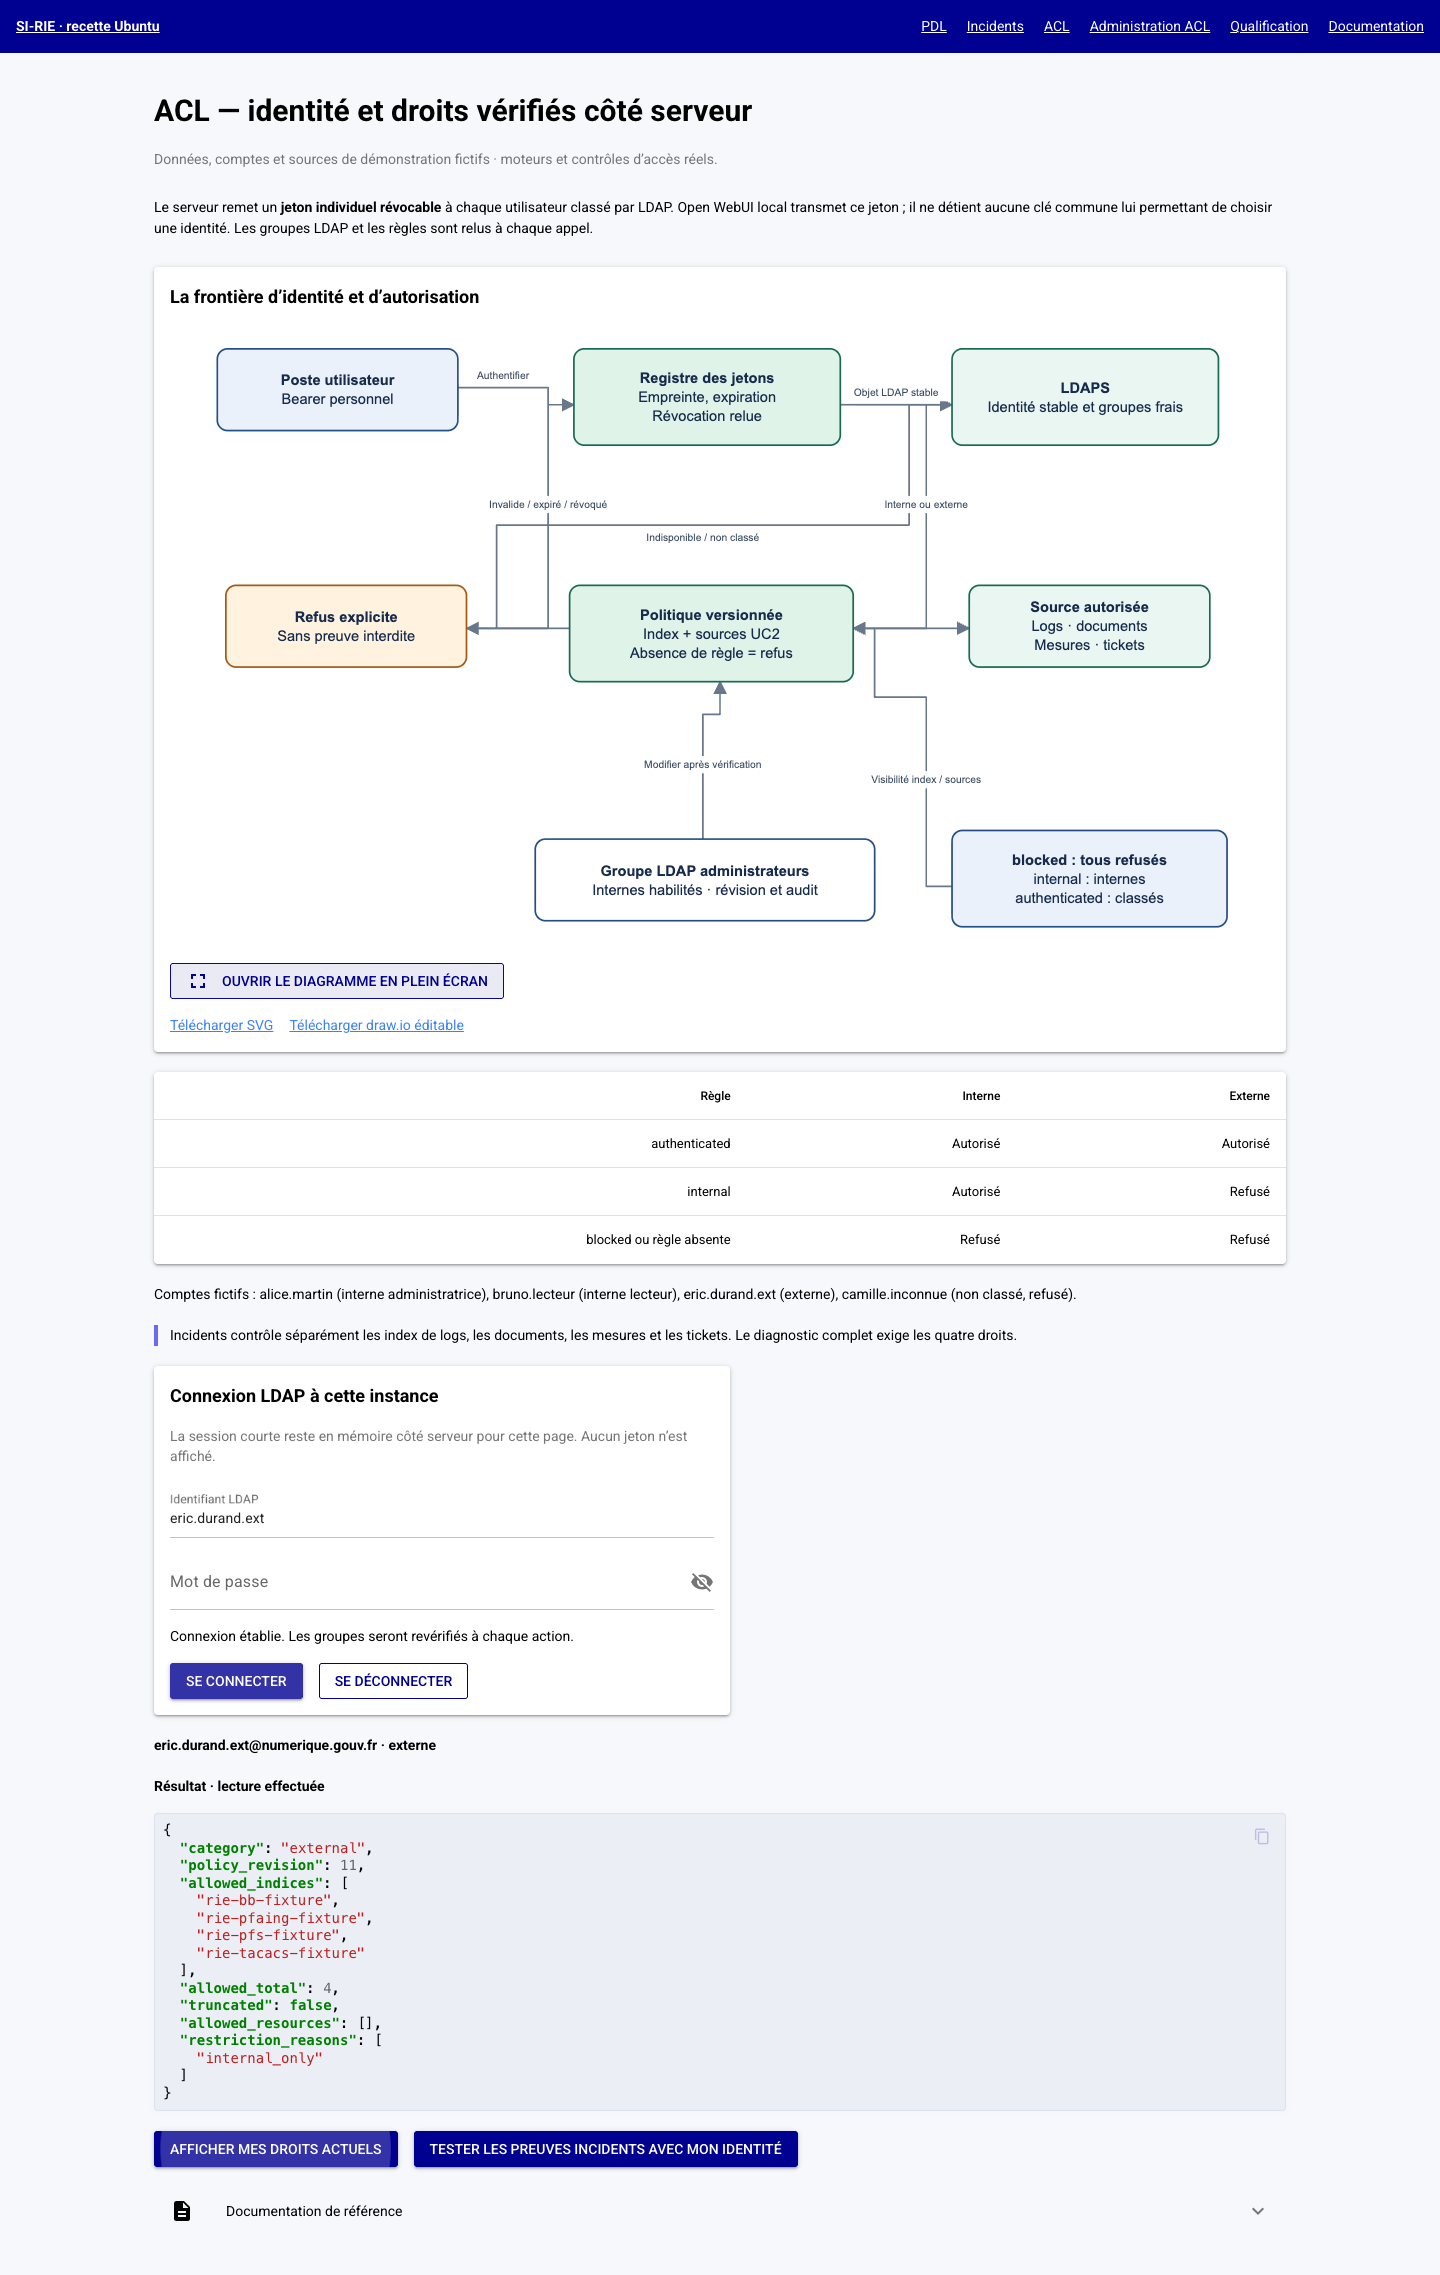 SI-RIE · recette Ubuntu
PDL Incidents ACL Administration ACL Qualification Documentation
ACL — identité et droits vérifiés côté serveur
Données, comptes et sources de démonstration fictifs · moteurs et contrôles d’accès réels.
Le serveur remet un jeton individuel révocable à chaque utilisateur classé par LDAP. Open WebUI local transmet ce jeton ; il ne détient aucune clé commune lui permettant de choisir
une identité. Les groupes LDAP et les règles sont relus à chaque appel.
La frontière d’identité et d’autorisation
Poste utilisateur
Bearer personnel
Authentifier
Registre des jetons
Empreinte, expiration
Révocation relue
Objet LDAP stable
LDAPS
Identité stable et groupes frais
Invalide / expiré / révoqué
Interne ou externe
Indisponible / non classé
Refus explicite
Sans preuve interdite
Politique versionnée
Index + sources UC2
Absence de règle = refus
Source autorisée
Logs · documents
Mesures · tickets
Modifier après vérification
Visibilité index / sources
Groupe LDAP administrateurs
Internes habilités · révision et audit
blocked : tous refusés
internal : internes
authenticated : classés
OUVRIR LE DIAGRAMME EN PLEIN ÉCRAN
Télécharger SVG Télécharger draw.io éditable
Règle Interne Externe
authenticated Autorisé Autorisé
internal Autorisé Refusé
blocked ou règle absente Refusé Refusé
Comptes fictifs : alice.martin (interne administratrice), bruno.lecteur (interne lecteur), eric.durand.ext (externe), camille.inconnue (non classé, refusé).
Incidents contrôle séparément les index de logs, les documents, les mesures et les tickets. Le diagnostic complet exige les quatre droits.
Connexion LDAP à cette instance
La session courte reste en mémoire côté serveur pour cette page. Aucun jeton n’est
affiché.
Identifiant LDAP
eric.durand.ext
Mot de passe
Connexion établie. Les groupes seront revérifiés à chaque action.
SE CONNECTER SE DÉCONNECTER
eric.durand.ext@numerique.gouv.fr · externe
Résultat · lecture effectuée
{
"category": "external",
"policy_revision": 11,
"allowed_indices": [
"rie-bb-fixture",
"rie-pfaing-fixture",
"rie-pfs-fixture",
"rie-tacacs-fixture"
],
"allowed_total": 4,
"truncated": false,
"allowed_resources": [],
"restriction_reasons": [
"internal_only"
]
}
AFFICHER MES DROITS ACTUELS TESTER LES PREUVES INCIDENTS AVEC MON IDENTITÉ
Documentation de référence